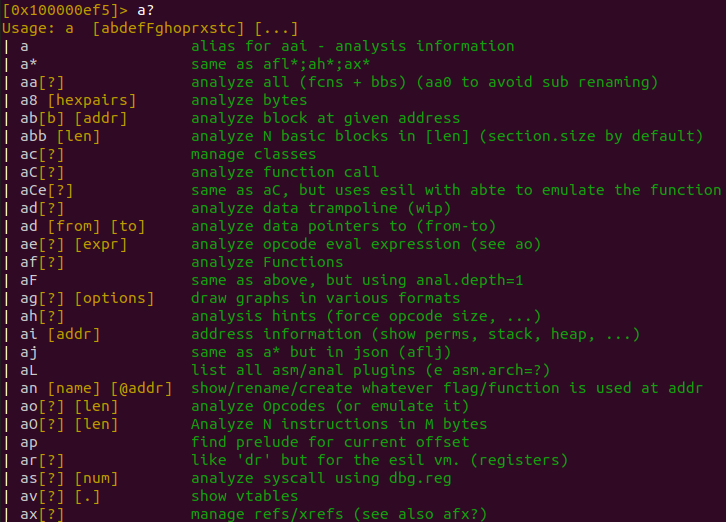 [0x100000ef5]> a?
Usage: a  [abdefFghoprxstc] [...]
| a                  alias for aai - analysis information
| a*                 same as afl*;ah*;ax*
| aa[?]              analyze all (fcns + bbs) (aa0 to avoid sub renaming)
| a8 [hexpairs]      analyze bytes
| ab[b] [addr]       analyze block at given address
| abb [len]          analyze N basic blocks in [len] (section.size by default)
| ac[?]              manage classes
| aC[?]              analyze function call
| aCe[?]             same as aC, but uses esil with abte to emulate the function
| ad[?]              analyze data trampoline (wip)
| ad [from] [to]     analyze data pointers to (from-to)
| ae[?] [expr]       analyze opcode eval expression (see ao)
| af[?]              analyze Functions
| aF                 same as above, but using anal.depth=1
| ag[?] [options]    draw graphs in various formats
| ah[?]              analysis hints (force opcode size, ...)
| ai [addr]          address information (show perms, stack, heap, ...)
| aj                 same as a* but in json (aflj)
| aL                 list all asm/anal plugins (e asm.arch=?)
| an [name] [@addr]  show/rename/create whatever flag/function is used at addr
| ao[?] [len]        analyze Opcodes (or emulate it)
| aO[?] [len]        Analyze N instructions in M bytes
| ap                 find prelude for current offset
| ar[?]              like 'dr' but for the esil vm. (registers)
| as[?] [num]        analyze syscall using dbg.reg
| av[?] [.]          show vtables
| ax[?]              manage refs/xrefs (see also afx?)